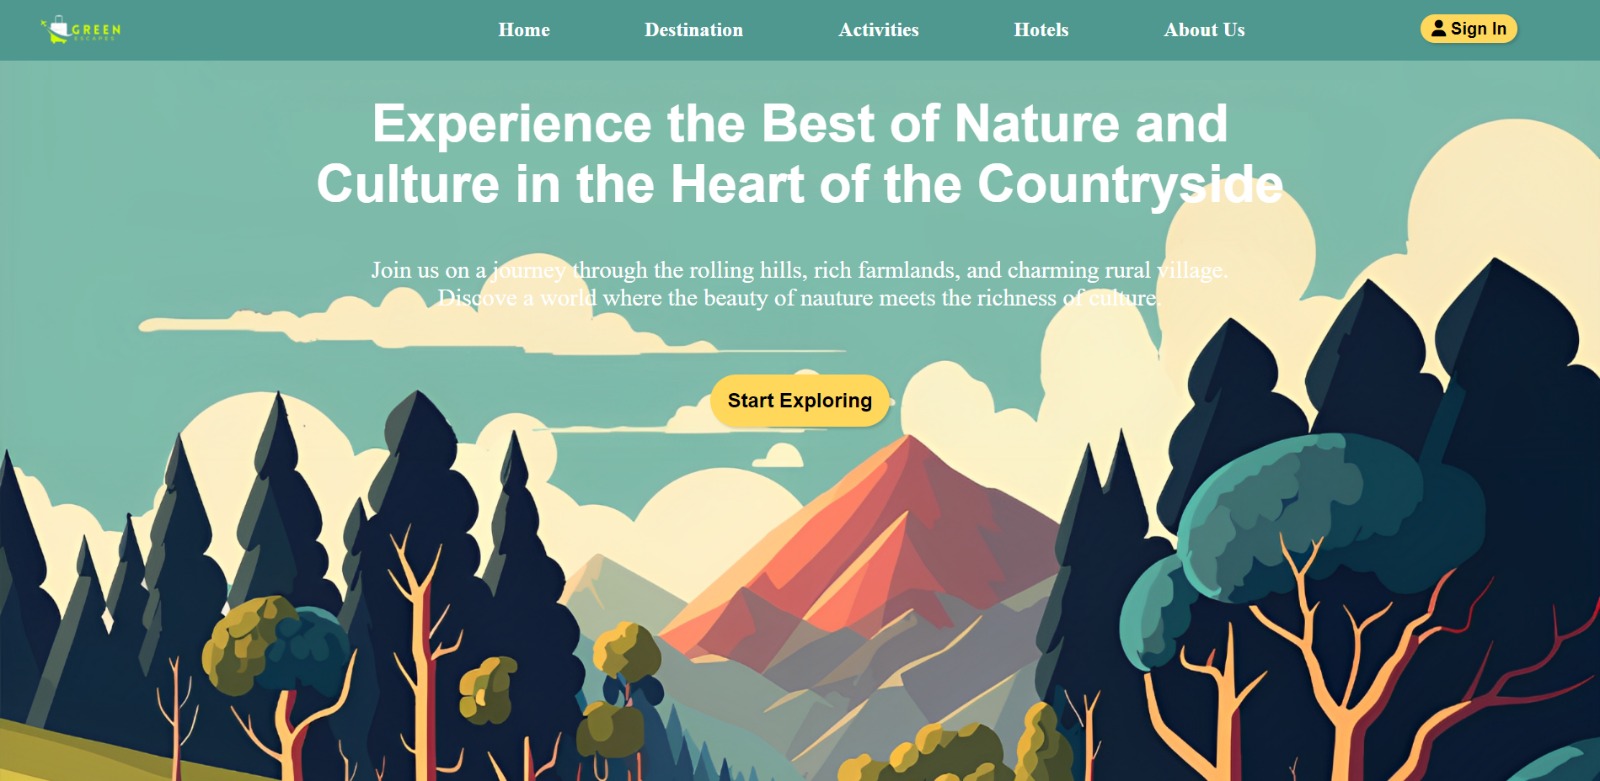 GREEN
ESCAPES
Home
Destination
Activities
Hotels
About Us
Sign In
Experience the Best of Nature and
Culture in the Heart of the Countryside
Join us on a journey through the rolling hills, rich farmlands, and charming rural village.
Discove a world where the beauty of nauture meets the richness of culture.
Start Exploring